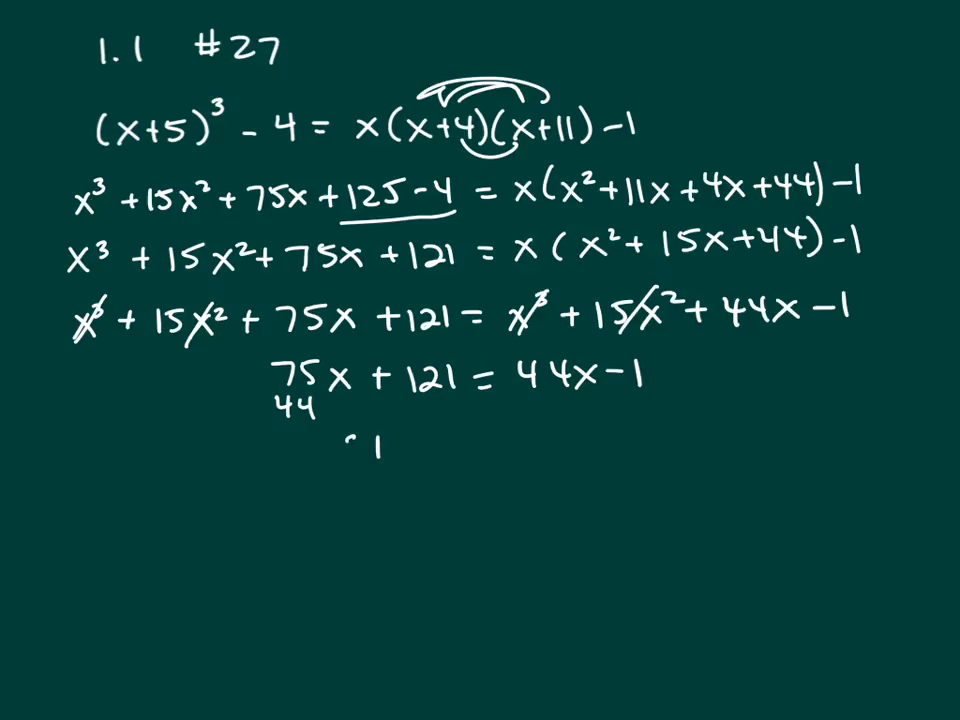 1.1 #27
(x+5)³ - 4 = x(x+4)(x+11) - 1
x³ + 15x² + 75x + 125 - 4 = x(x² + 11x + 4x + 44) - 1
x³ + 15x² + 75x + 121 = x(x² + 15x + 44) - 1
x³ + 15x² + 75x + 121 = x³ + 15x² + 44x - 1
75x + 121 = 44x - 1
44
1